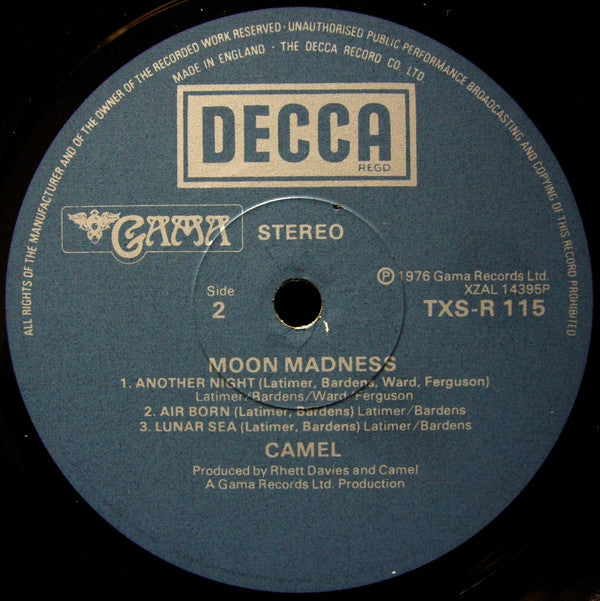 ALL RIGHTS OF THE MANUFACTURER AND OF THE OWNER OF THE RECORDED WORK RESERVED · UNAUTHORISED PUBLIC PERFORMANCE BROADCASTING AND COPYING OF THIS RECORD PROHIBITED
MADE IN ENGLAND · THE DECCA RECORD CO. LTD.
DECCA
REGD.
GAMA
STEREO
Side
2
Ⓟ 1976 Gama Records Ltd.
XZAL 14395P
TXS-R 115
MOON MADNESS
1. ANOTHER NIGHT (Latimer, Bardens, Ward, Ferguson)
Latimer/Bardens/Ward/Ferguson
2. AIR BORN (Latimer, Bardens) Latimer/Bardens
3. LUNAR SEA (Latimer, Bardens) Latimer/Bardens
CAMEL
Produced by Rhett Davies and Camel
A Gama Records Ltd. Production